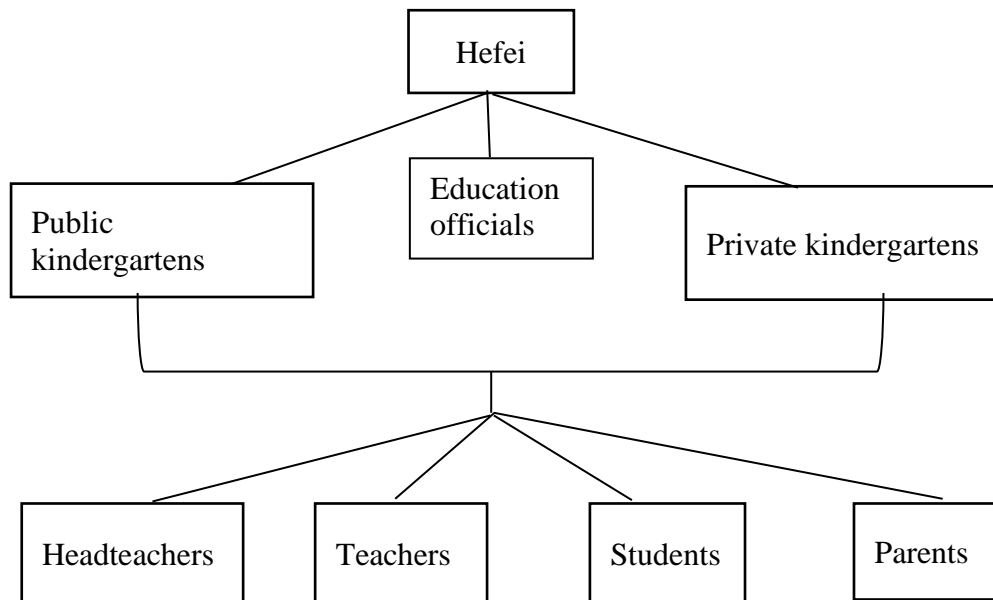 Hefei
Education
officials
Public
kindergartens
Private kindergartens
Headteachers
Teachers
Students
Parents